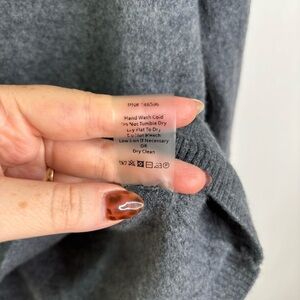 Hand Wash Cold
Do Not Tumble Dry
Lay Flat To Dry
Do Not Bleach
Low Iron If Necessary
OR
Dry Clean